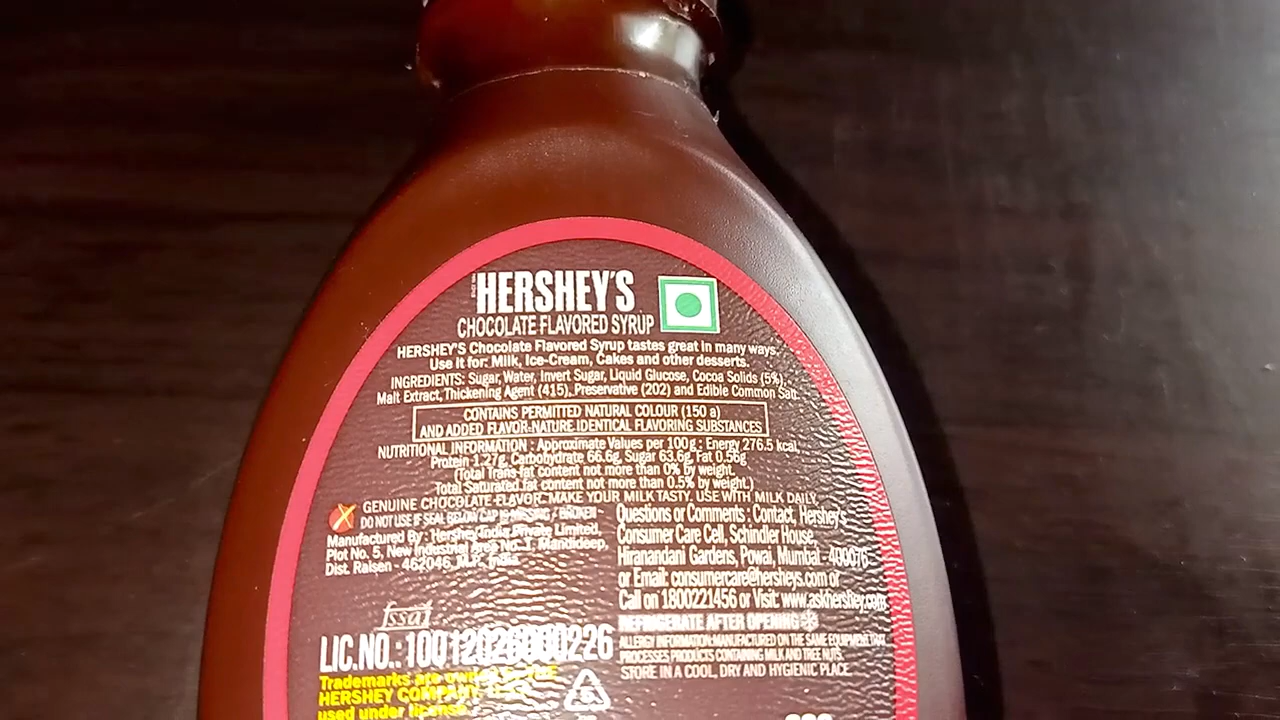 HERSHEY'S
CHOCOLATE FLAVORED SYRUP
HERSHEY'S Chocolate Flavored Syrup tastes great in many ways.
Use it for: Milk, Ice-Cream, Cakes and other desserts.
INGREDIENTS: Sugar, Water, Invert Sugar, Liquid Glucose, Cocoa Solids (5%),
Malt Extract, Thickening Agent (415), Preservative (202) and Edible Common Salt
CONTAINS PERMITTED NATURAL COLOUR (150 a)
AND ADDED FLAVOR-NATURE-IDENTICAL FLAVORING SUBSTANCES
NUTRITIONAL INFORMATION : Approximate Values per 100g : Energy 276.5 kcal,
Protein 1.27g, Carbohydrate 66.6g, Sugar 63.6g, Fat 0.56g
(Total Trans fat content not more than 0% by weight.
Total Saturated fat content not more than 0.5% by weight.)
GENUINE CHOCOLATE FLAVOR. MAKE YOUR MILK TASTY. USE WITH MILK DAILY.
DO NOT USE IF SEAL BELOW CAP IS MISSING - BROKEN
Manufactured By : Hershey India Private Limited,
Plot No. 5, New Industrial Area No. 1, Mandideep,
Dist. Raisen - 462046, M.P., India.
Questions or Comments : Contact, Hershey's
Consumer Care Cell, Schindler House,
Hiranandani Gardens, Powai, Mumbai - 400076
or Email: consumercare@hersheys.com or
Call on 1800221456 or Visit: www.askhershey.com
REFRIGERATE AFTER OPENING
ALLERGY INFORMATION: MANUFACTURED ON THE SAME EQUIPMENT THAT
PROCESSES PRODUCTS CONTAINING MILK AND TREE NUTS.
STORE IN A COOL, DRY AND HYGIENIC PLACE.
fssai
LIC.NO.:
Trademarks are owned
HERSHEY COMPANY
used under license